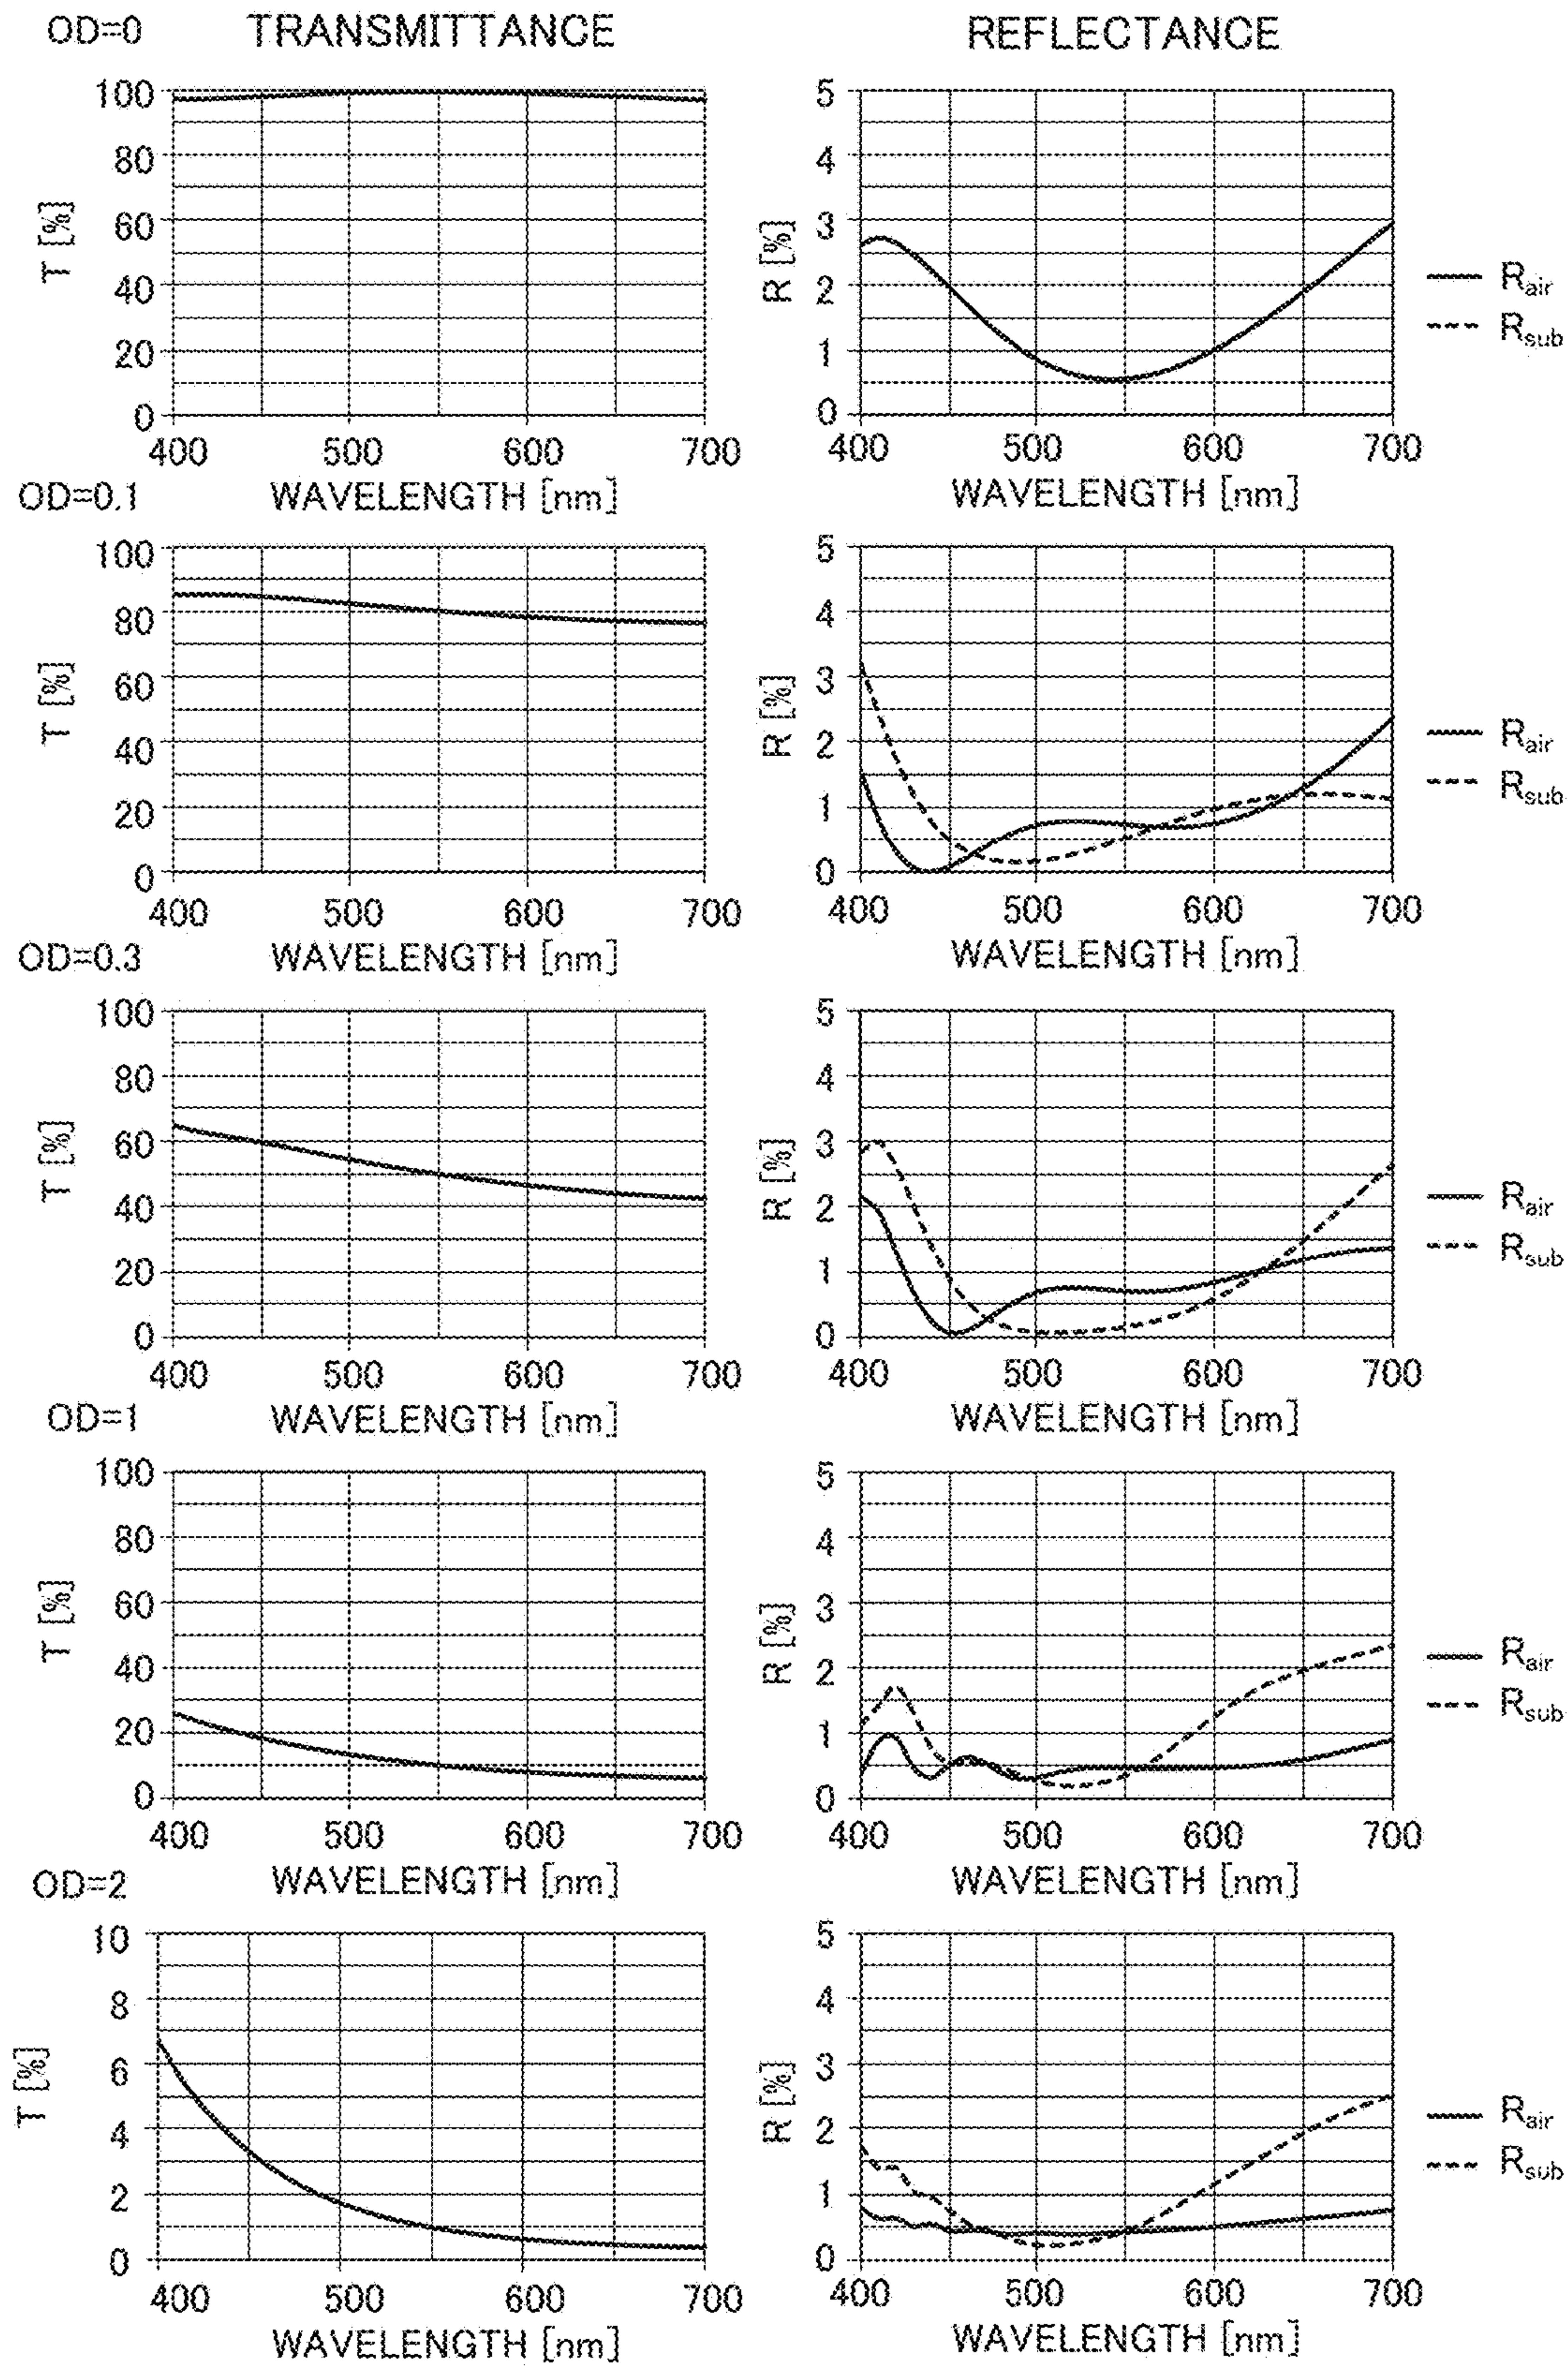 OD=0 TRANSMITTANCE REFLECTANCE
100
80
60
40
20
0
T [%]
400 500 600 700
WAVELENGTH [nm]
5
4
3
2
1
0
R [%]
400 500 600 700
WAVELENGTH [nm]
Rair
Rsub
OD=0.1
100
80
60
40
20
0
T [%]
400 500 600 700
WAVELENGTH [nm]
5
4
3
2
1
0
R [%]
400 500 600 700
WAVELENGTH [nm]
Rair
Rsub
OD=0.3
100
80
60
40
20
0
T [%]
400 500 600 700
WAVELENGTH [nm]
5
4
3
2
1
0
R [%]
400 500 600 700
WAVELENGTH [nm]
Rair
Rsub
OD=1
100
80
60
40
20
0
T [%]
400 500 600 700
WAVELENGTH [nm]
5
4
3
2
1
0
R [%]
400 500 600 700
WAVELENGTH [nm]
Rair
Rsub
OD=2
10
8
6
4
2
0
T [%]
400 500 600 700
WAVELENGTH [nm]
5
4
3
2
1
0
R [%]
400 500 600 700
WAVELENGTH [nm]
Rair
Rsub